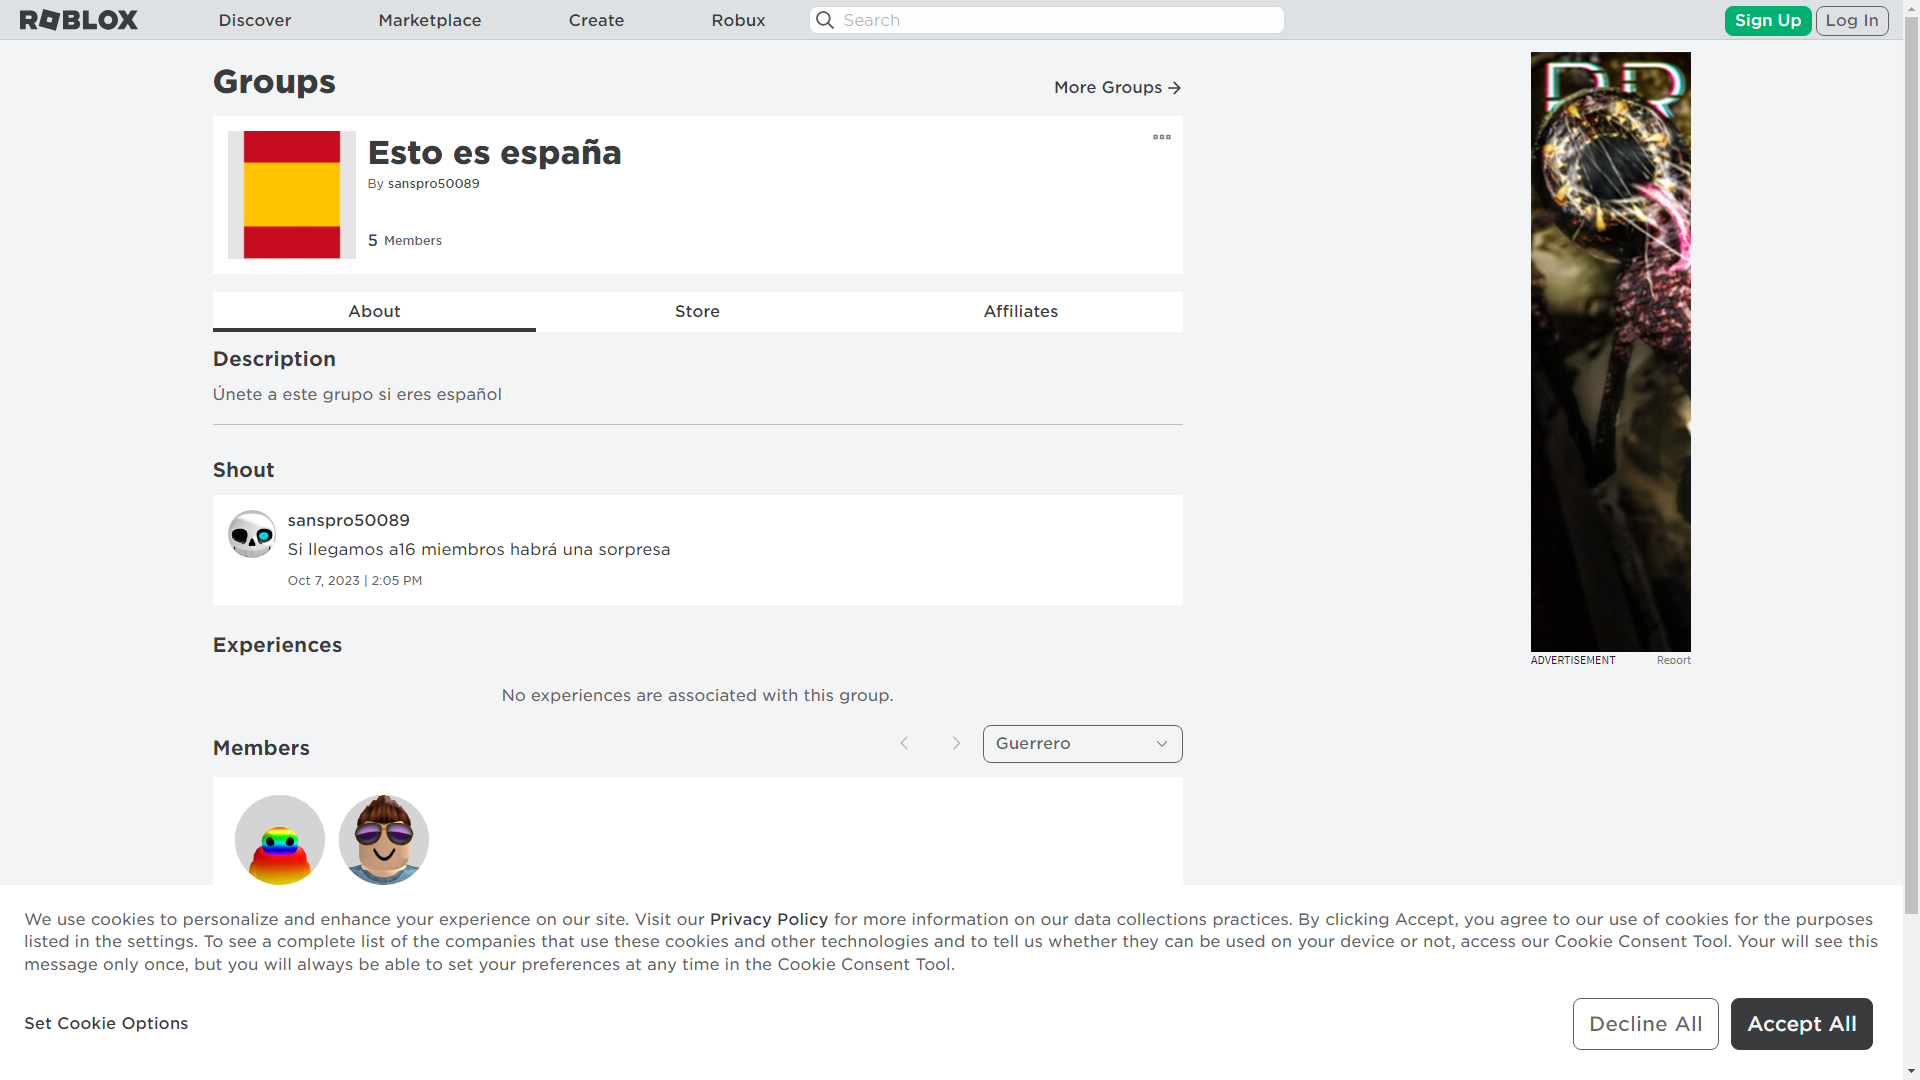 ROBLOX
Discover
Marketplace
Create
Robux
Search
Sign Up
Log In
Groups
More Groups
Esto es españa
By sanspro50089
5 Members
About
Store
Affiliates
Description
Únete a este grupo si eres español
Shout
sanspro50089
Si llegamos a16 miembros habrá una sorpresa
Oct 7, 2023 | 2:05 PM
Experiences
No experiences are associated with this group.
Members
Guerrero
ADVERTISEMENT
Report
We use cookies to personalize and enhance your experience on our site. Visit our Privacy Policy for more information on our data collections practices. By clicking Accept, you agree to our use of cookies for the purposes
listed in the settings. To see a complete list of the companies that use these cookies and other technologies and to tell us whether they can be used on your device or not, access our Cookie Consent Tool. Your will see this
message only once, but you will always be able to set your preferences at any time in the Cookie Consent Tool.
Set Cookie Options
Decline All
Accept All